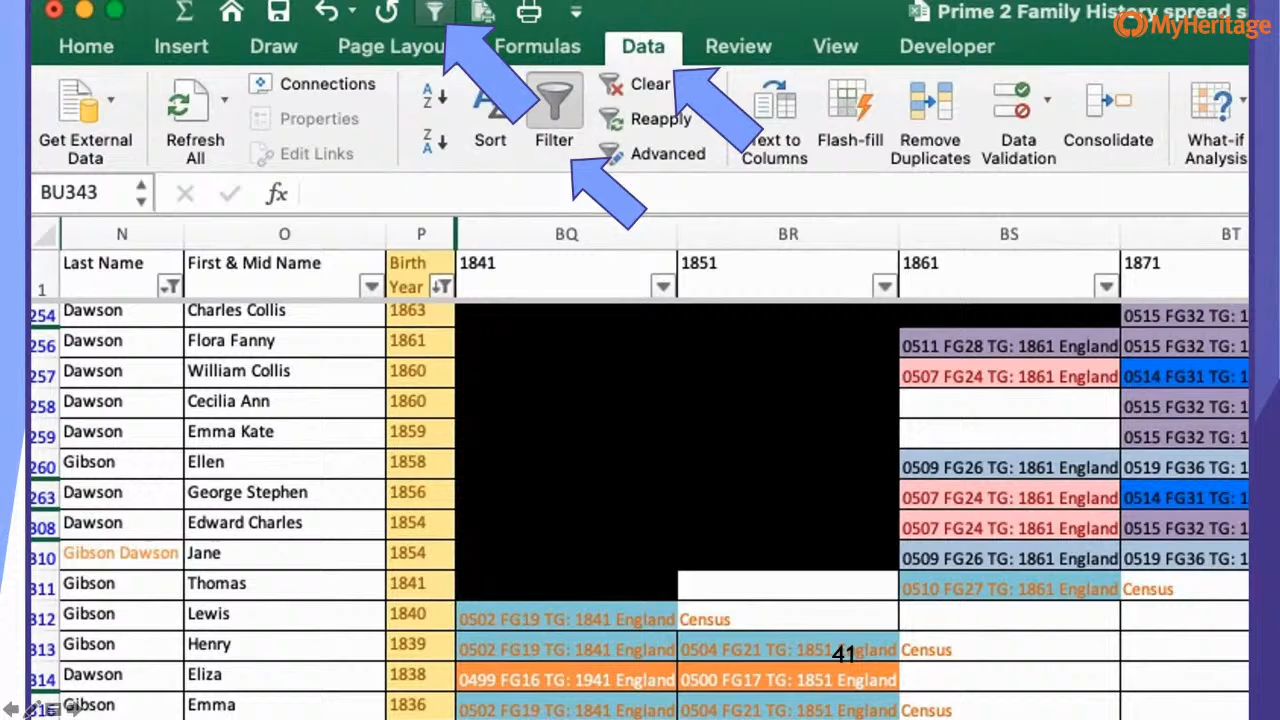 Prime 2 Family History spread s
MyHeritage
Home Insert Draw Page Layou Formulas Data Review View Developer
Get External Data
Refresh All
Connections
Properties
Edit Links
A Z
Z A
Sort
Filter
Clear
Reapply
Advanced
Text to Columns
Flash-fill
Remove Duplicates
Data Validation
Consolidate
What-if Analysis
BU343 fx
N O P BQ BR BS BT
1 Last Name First & Mid Name Birth Year 1841 1851 1861 1871
254 Dawson Charles Collis 1863 0515 FG32 TG: 1
256 Dawson Flora Fanny 1861 0511 FG28 TG: 1861 England 0515 FG32 TG: 1
257 Dawson William Collis 1860 0507 FG24 TG: 1861 England 0514 FG31 TG: 1
258 Dawson Cecilia Ann 1860 0515 FG32 TG: 1
259 Dawson Emma Kate 1859 0515 FG32 TG: 1
260 Gibson Ellen 1858 0509 FG26 TG: 1861 England 0519 FG36 TG: 1
263 Dawson George Stephen 1856 0507 FG24 TG: 1861 England 0514 FG31 TG: 1
308 Dawson Edward Charles 1854 0507 FG24 TG: 1861 England 0515 FG32 TG: 1
310 Gibson Dawson Jane 1854 0509 FG26 TG: 1861 England 0519 FG36 TG: 1
311 Gibson Thomas 1841 0510 FG27 TG: 1861 England Census
312 Gibson Lewis 1840 0502 FG19 TG: 1841 England Census
313 Gibson Henry 1839 0502 FG19 TG: 1841 England 0504 FG21 TG: 1851 England Census
41
314 Dawson Eliza 1838 0499 FG16 TG: 1941 England 0500 FG17 TG: 1851 England
Gibson Emma 1836 0502 FG19 TG: 1841 England 0504 FG21 TG: 1851 England Census